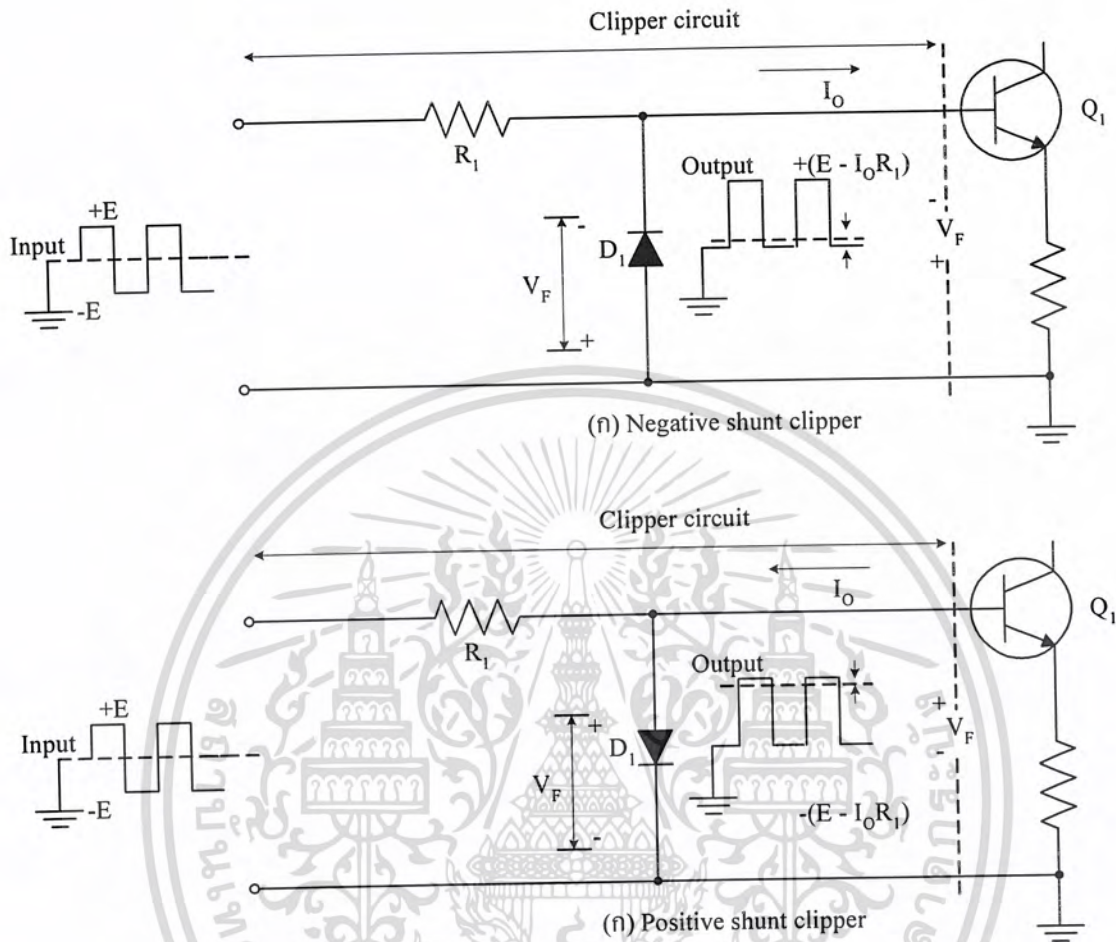 Clipper circuit
I_O
Q_1
R_1
Output
+(E - I_OR_1)
+E
Input
-E
D_1
V_F
-
+
-
V_F
+
(ก) Negative shunt clipper
Clipper circuit
I_O
Q_1
R_1
Output
+E
Input
-E
D_1
V_F
+
-
+
V_F
-
-(E - I_OR_1)
(ก) Positive shunt clipper